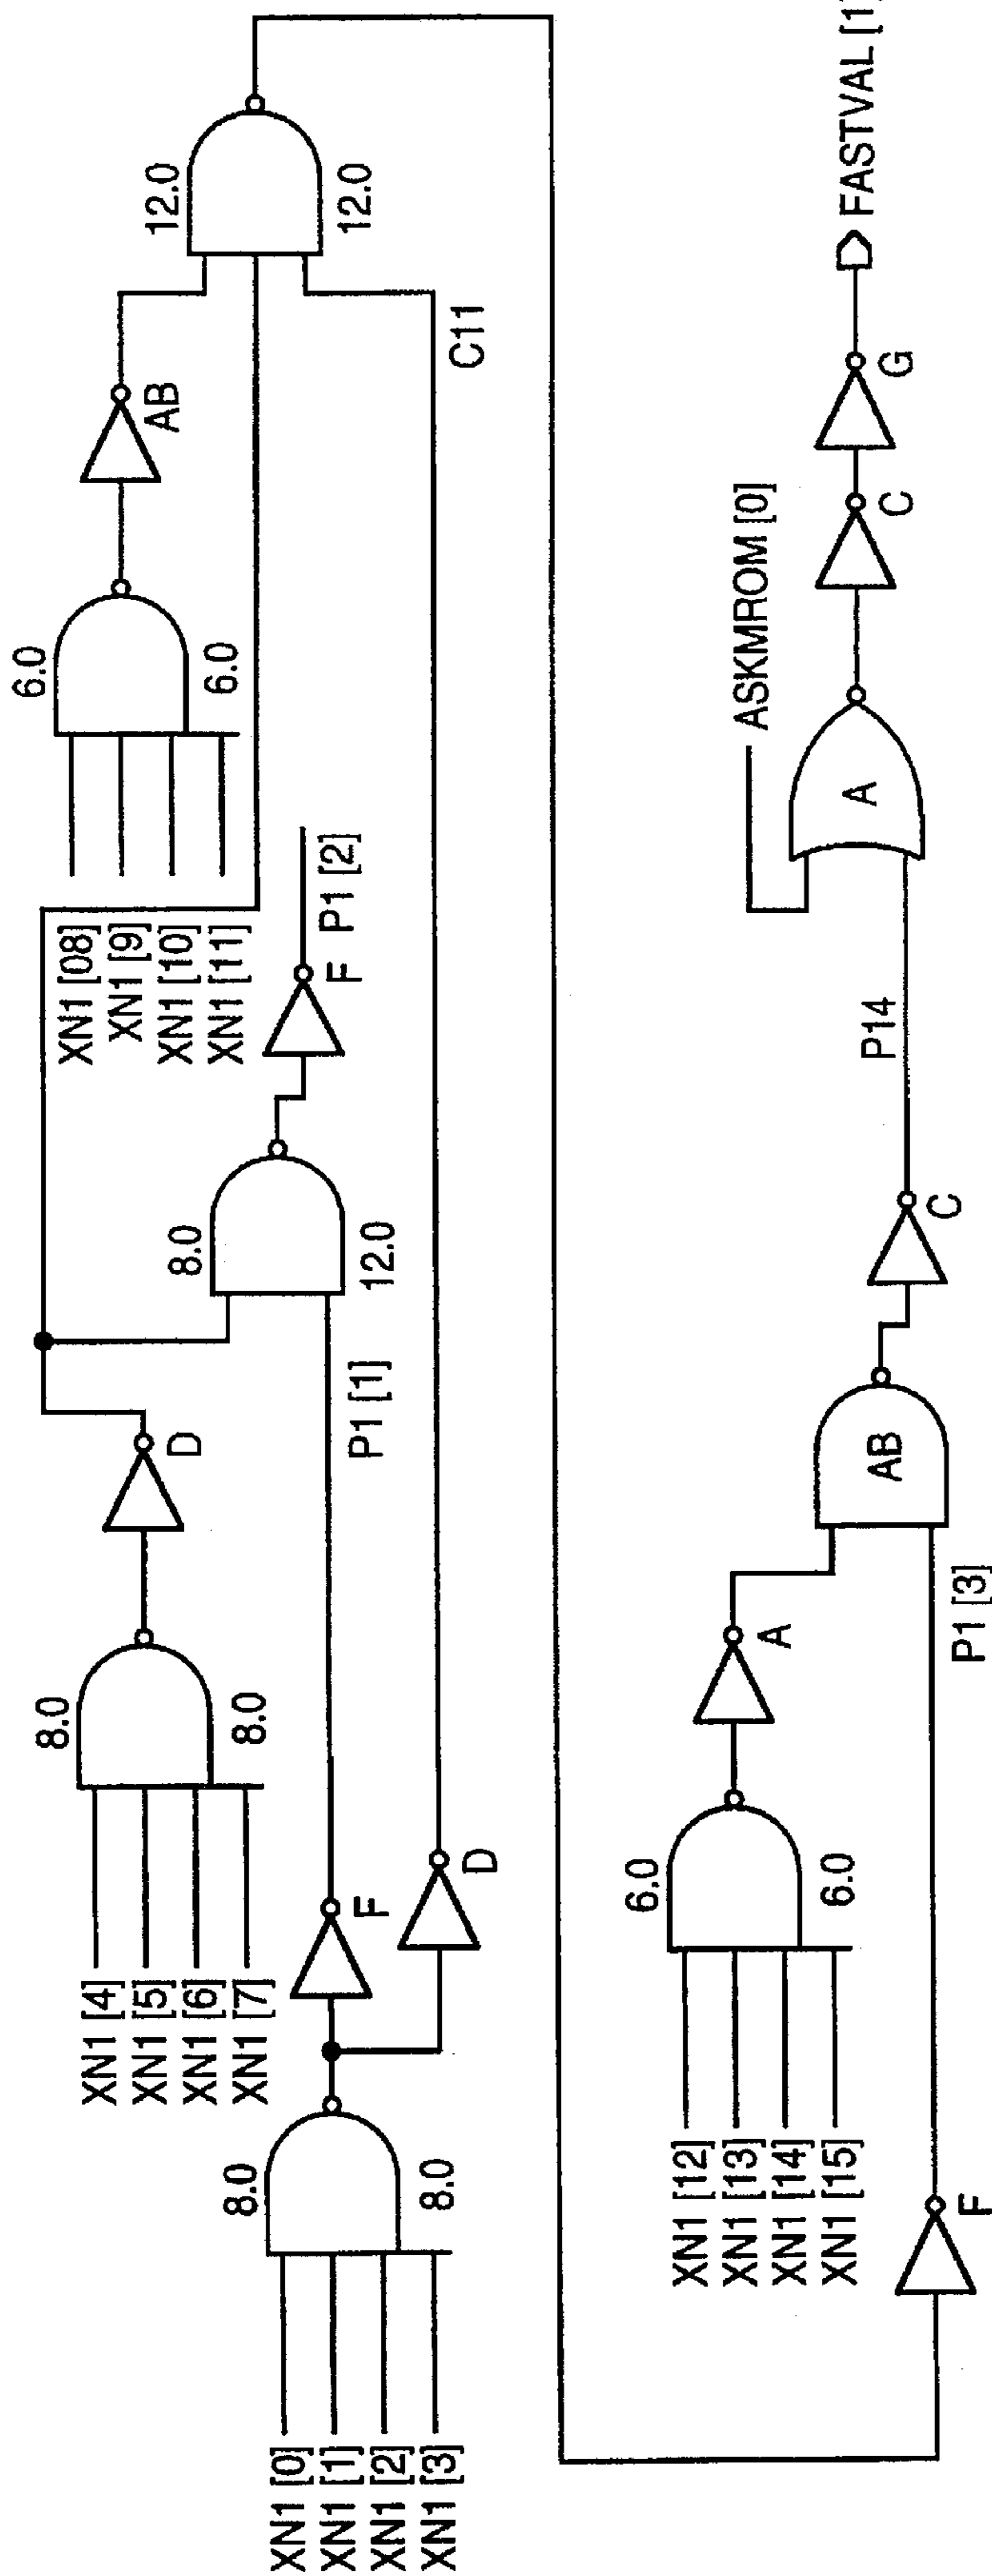 XN1 [0]
XN1 [1]
XN1 [2]
XN1 [3]
8.0
8.0
XN1 [4]
XN1 [5]
XN1 [6]
XN1 [7]
8.0
8.0
D
F
D
P1 [1]
8.0
12.0
F
P1 [2]
XN1 [08]
XN1 [9]
XN1 [10]
XN1 [11]
6.0
6.0
AB
12.0
12.0
C11
F
XN1 [12]
XN1 [13]
XN1 [14]
XN1 [15]
6.0
6.0
A
P1 [3]
AB
C
P14
ASKMROM [0]
A
C
G
FASTVAL [1]